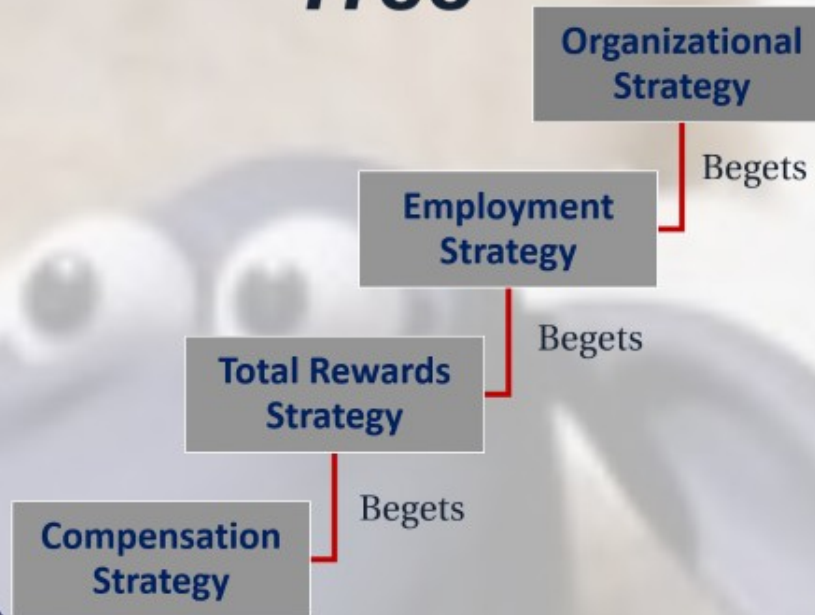 Organizational
Strategy
Begets
Employment
Strategy
Begets
Total Rewards
Strategy
Begets
Compensation
Strategy